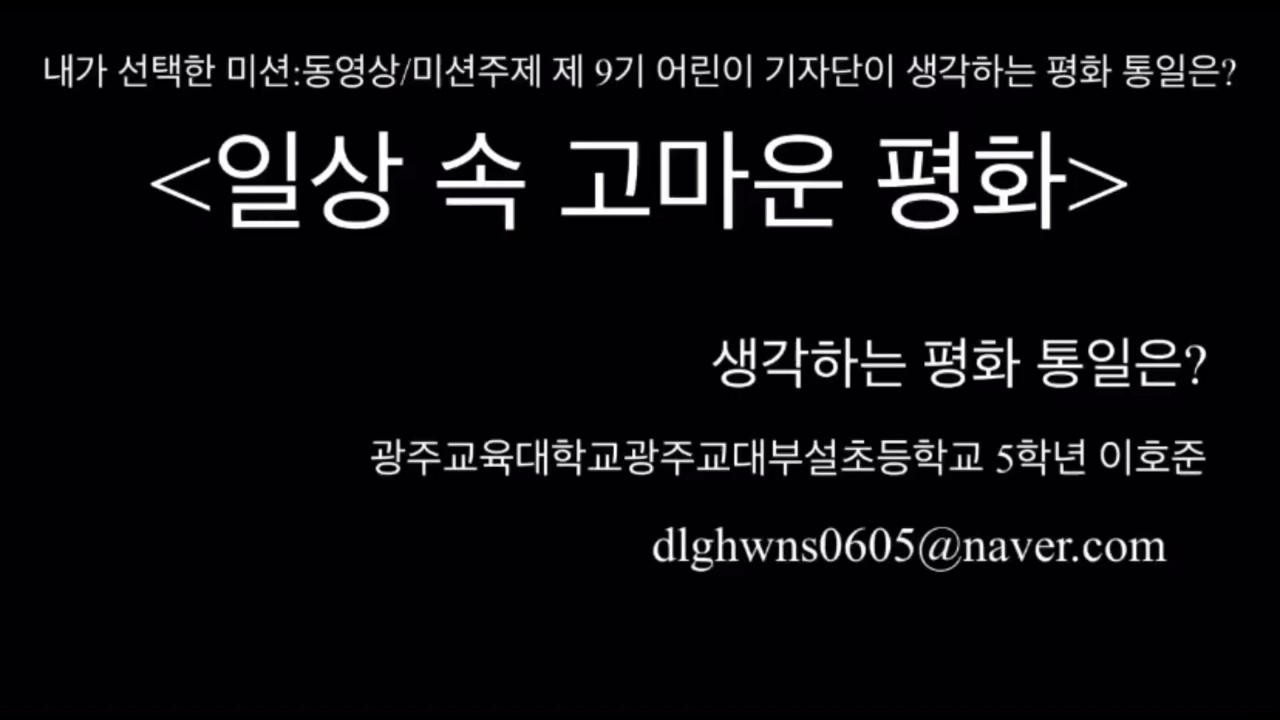 내가 선택한 미션:동영상/미션주제 제 9기 어린이 기자단이 생각하는 평화 통일은?
<일상 속 고마운 평화>
생각하는 평화 통일은?
광주교육대학교광주교대부설초등학교 5학년 이호준
dlghwns0605@naver.com